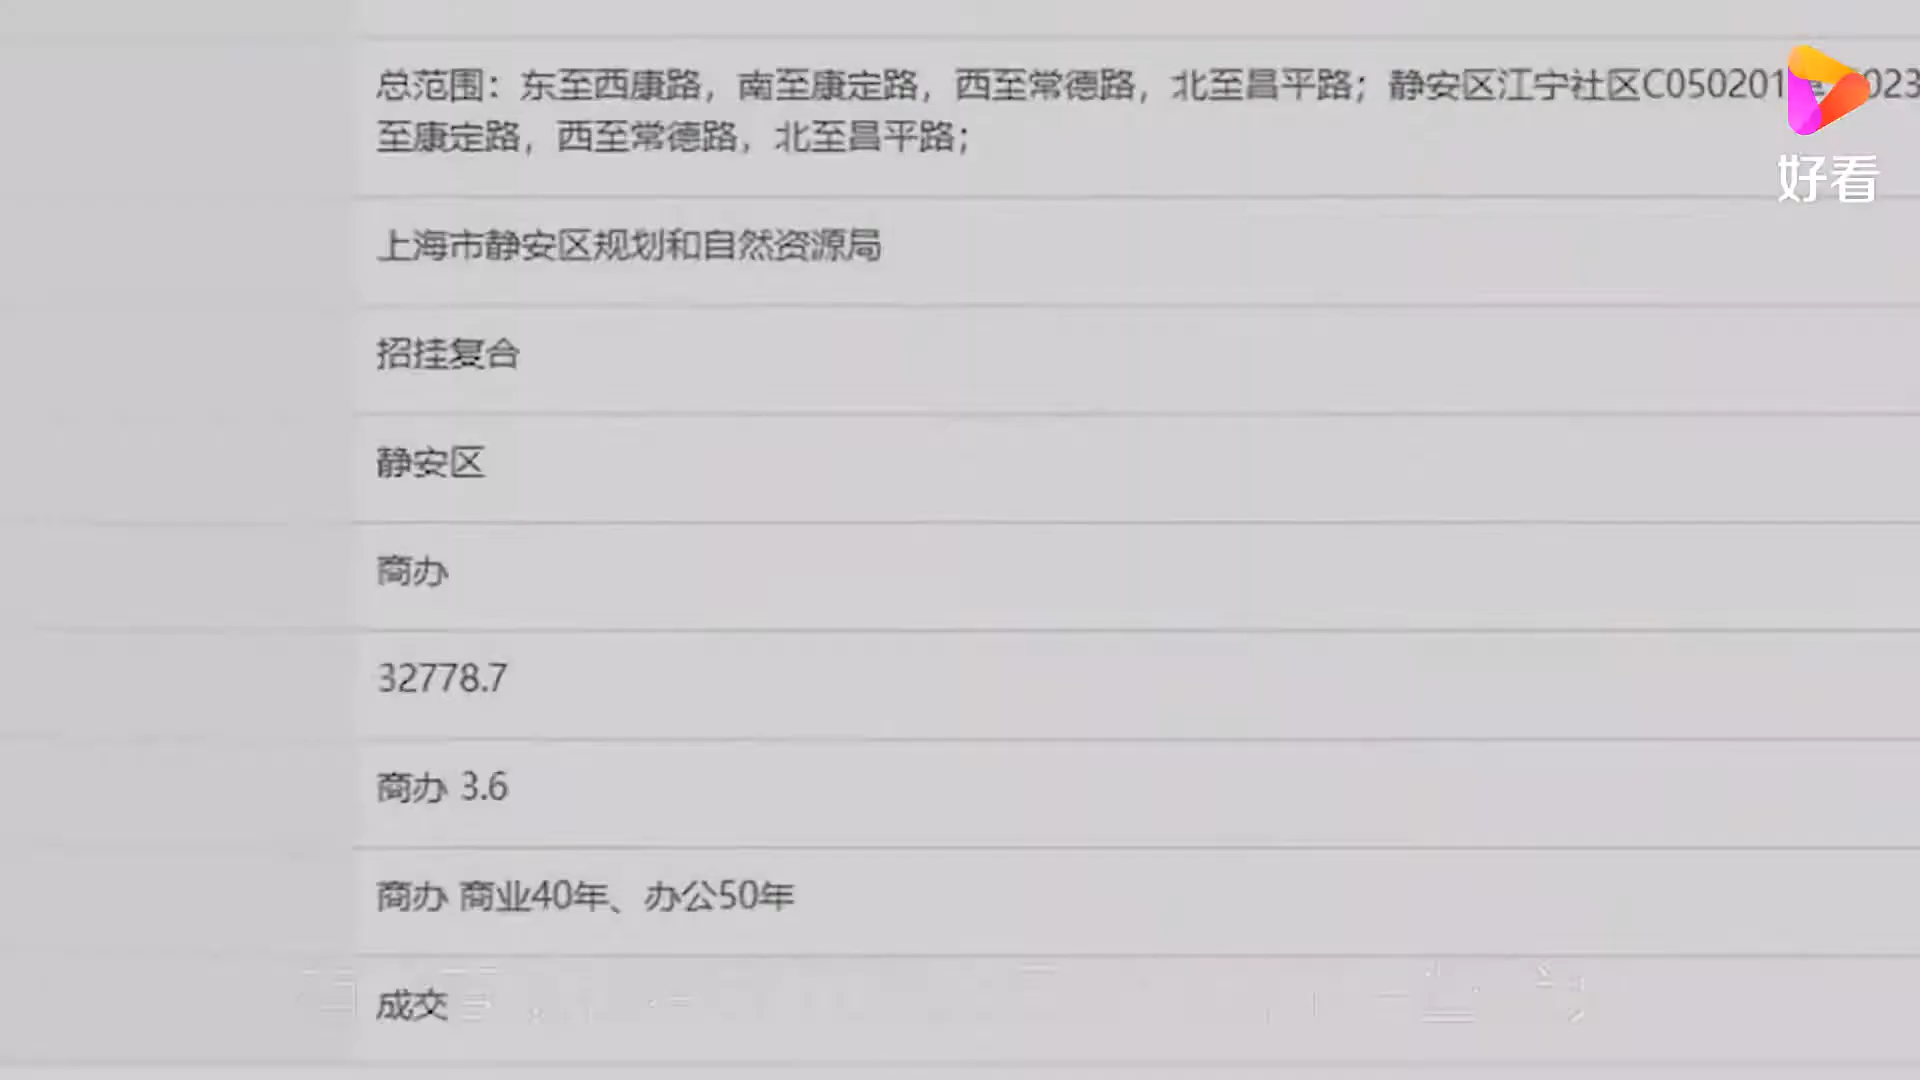 总范围：东至西康路，南至康定路，西至常德路，北至昌平路；静安区江宁社区C050201 023
至康定路，西至常德路，北至昌平路；
好看
上海市静安区规划和自然资源局
招挂复合
静安区
商办
32778.7
商办 3.6
商办 商业40年、办公50年
成交